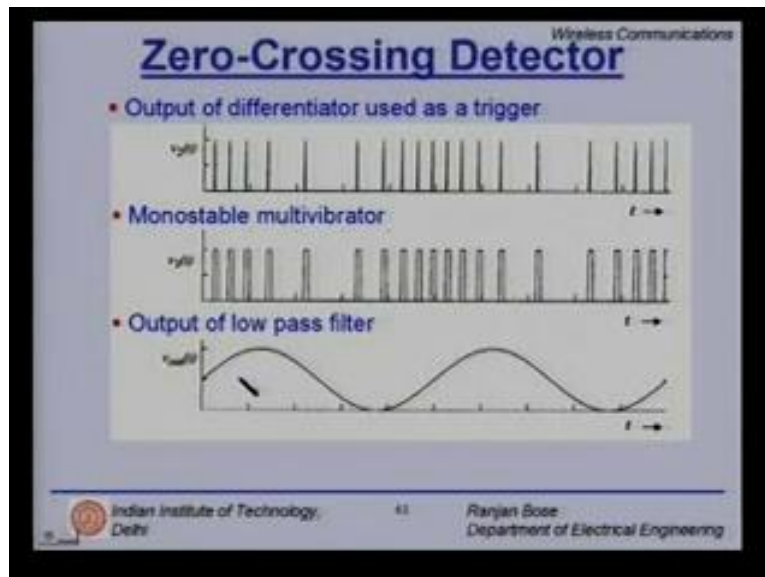 Wireless Communications
Zero-Crossing Detector
• Output of differentiator used as a trigger
t
• Monostable multivibrator
t
• Output of low pass filter
t
Indian Institute of Technology, Delhi
Ranjan Bose
Department of Electrical Engineering